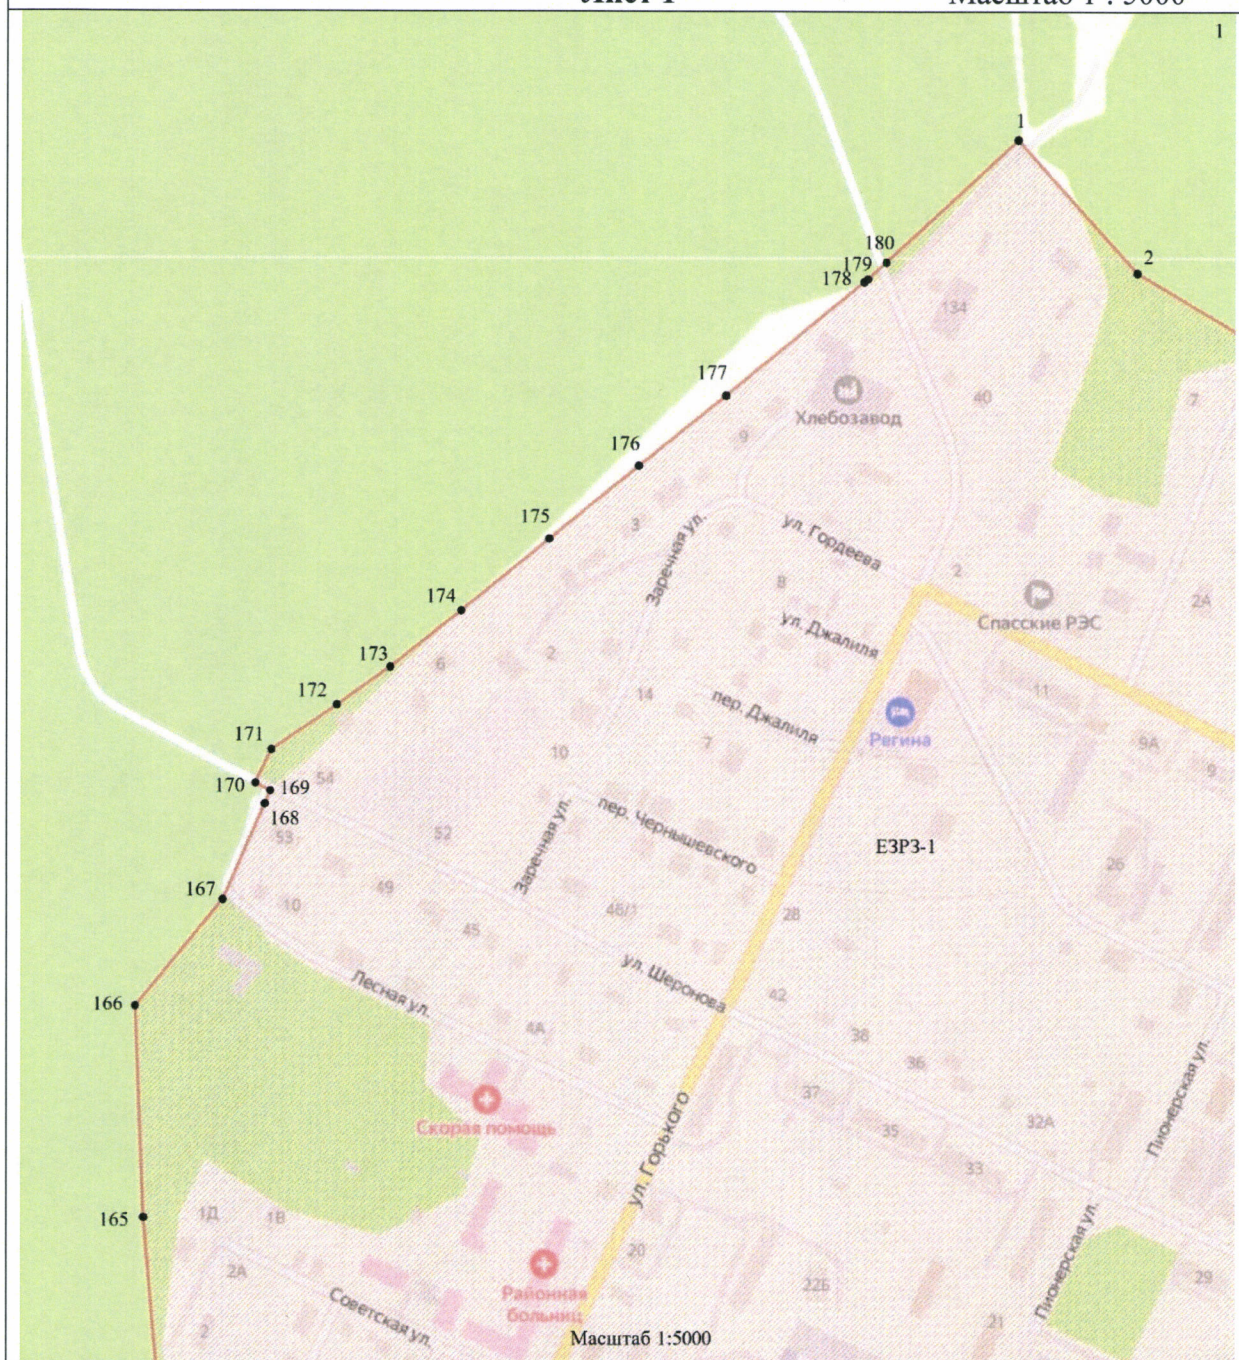 Лист 1
Масштаб 1 : 5000
1
1
180
179
178
2
134
177
40
7
Хлебозавод
9
176
175
3
Заречная ул.
ул. Гордеева
2
8
Спасские РЭС
2А
174
ул. Джалиля
173
6
2
172
14
пер. Джалиля
11
171
10
7
Регина
9А
9
170
169
54
168
53
52
Заречная ул.
пер. Чернышевского
ЕЗРЗ-1
26
167
49
10
46/1
28
45
ул. Шеронова
Лесная ул.
42
166
4А
38
36
37
Пионерская ул.
Скорая помощь
ул. Горького
35
32А
33
165
1Д
1В
2А
20
Пионерская ул.
29
Районная
больниц
22Б
Советская ул.
2
21
Масштаб 1:5000